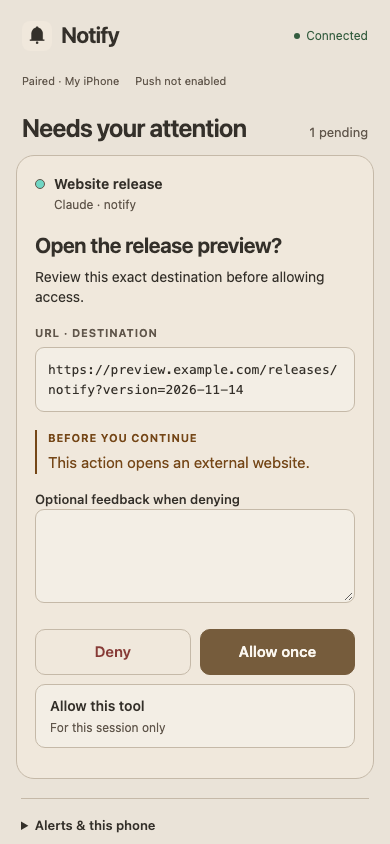 Notify
Connected
Paired · My iPhone Push not enabled
Needs your attention
1 pending
Website release
Claude · notify
Open the release preview?
Review this exact destination before allowing
access.
URL · DESTINATION
https://preview.example.com/releases/
notify?version=2026-11-14
BEFORE YOU CONTINUE
This action opens an external website.
Optional feedback when denying
Deny
Allow once
Allow this tool
For this session only
Alerts & this phone